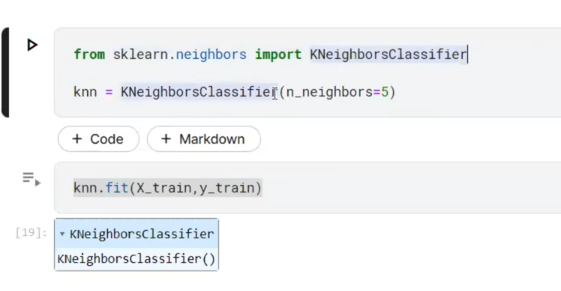 from sklearn.neighbors import KNeighborsClassifier
knn = KNeighborsClassifier(n_neighbors=5)
+ Code + Markdown
knn.fit(X_train,y_train)
[19]:
▾ KNeighborsClassifier
KNeighborsClassifier()